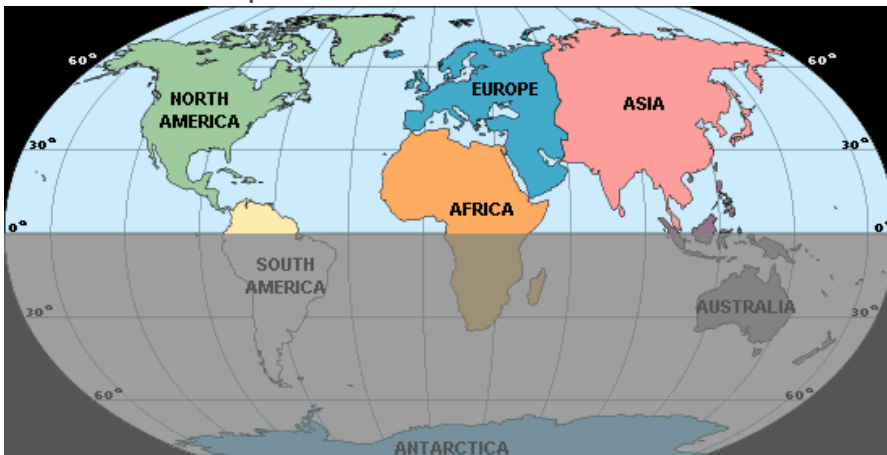 60°
60°
EUROPE
NORTH
AMERICA
ASIA
30°
30°
AFRICA
0°
0°
SOUTH
AMERICA
AUSTRALIA
30°
30°
60°
60°
ANTARCTICA